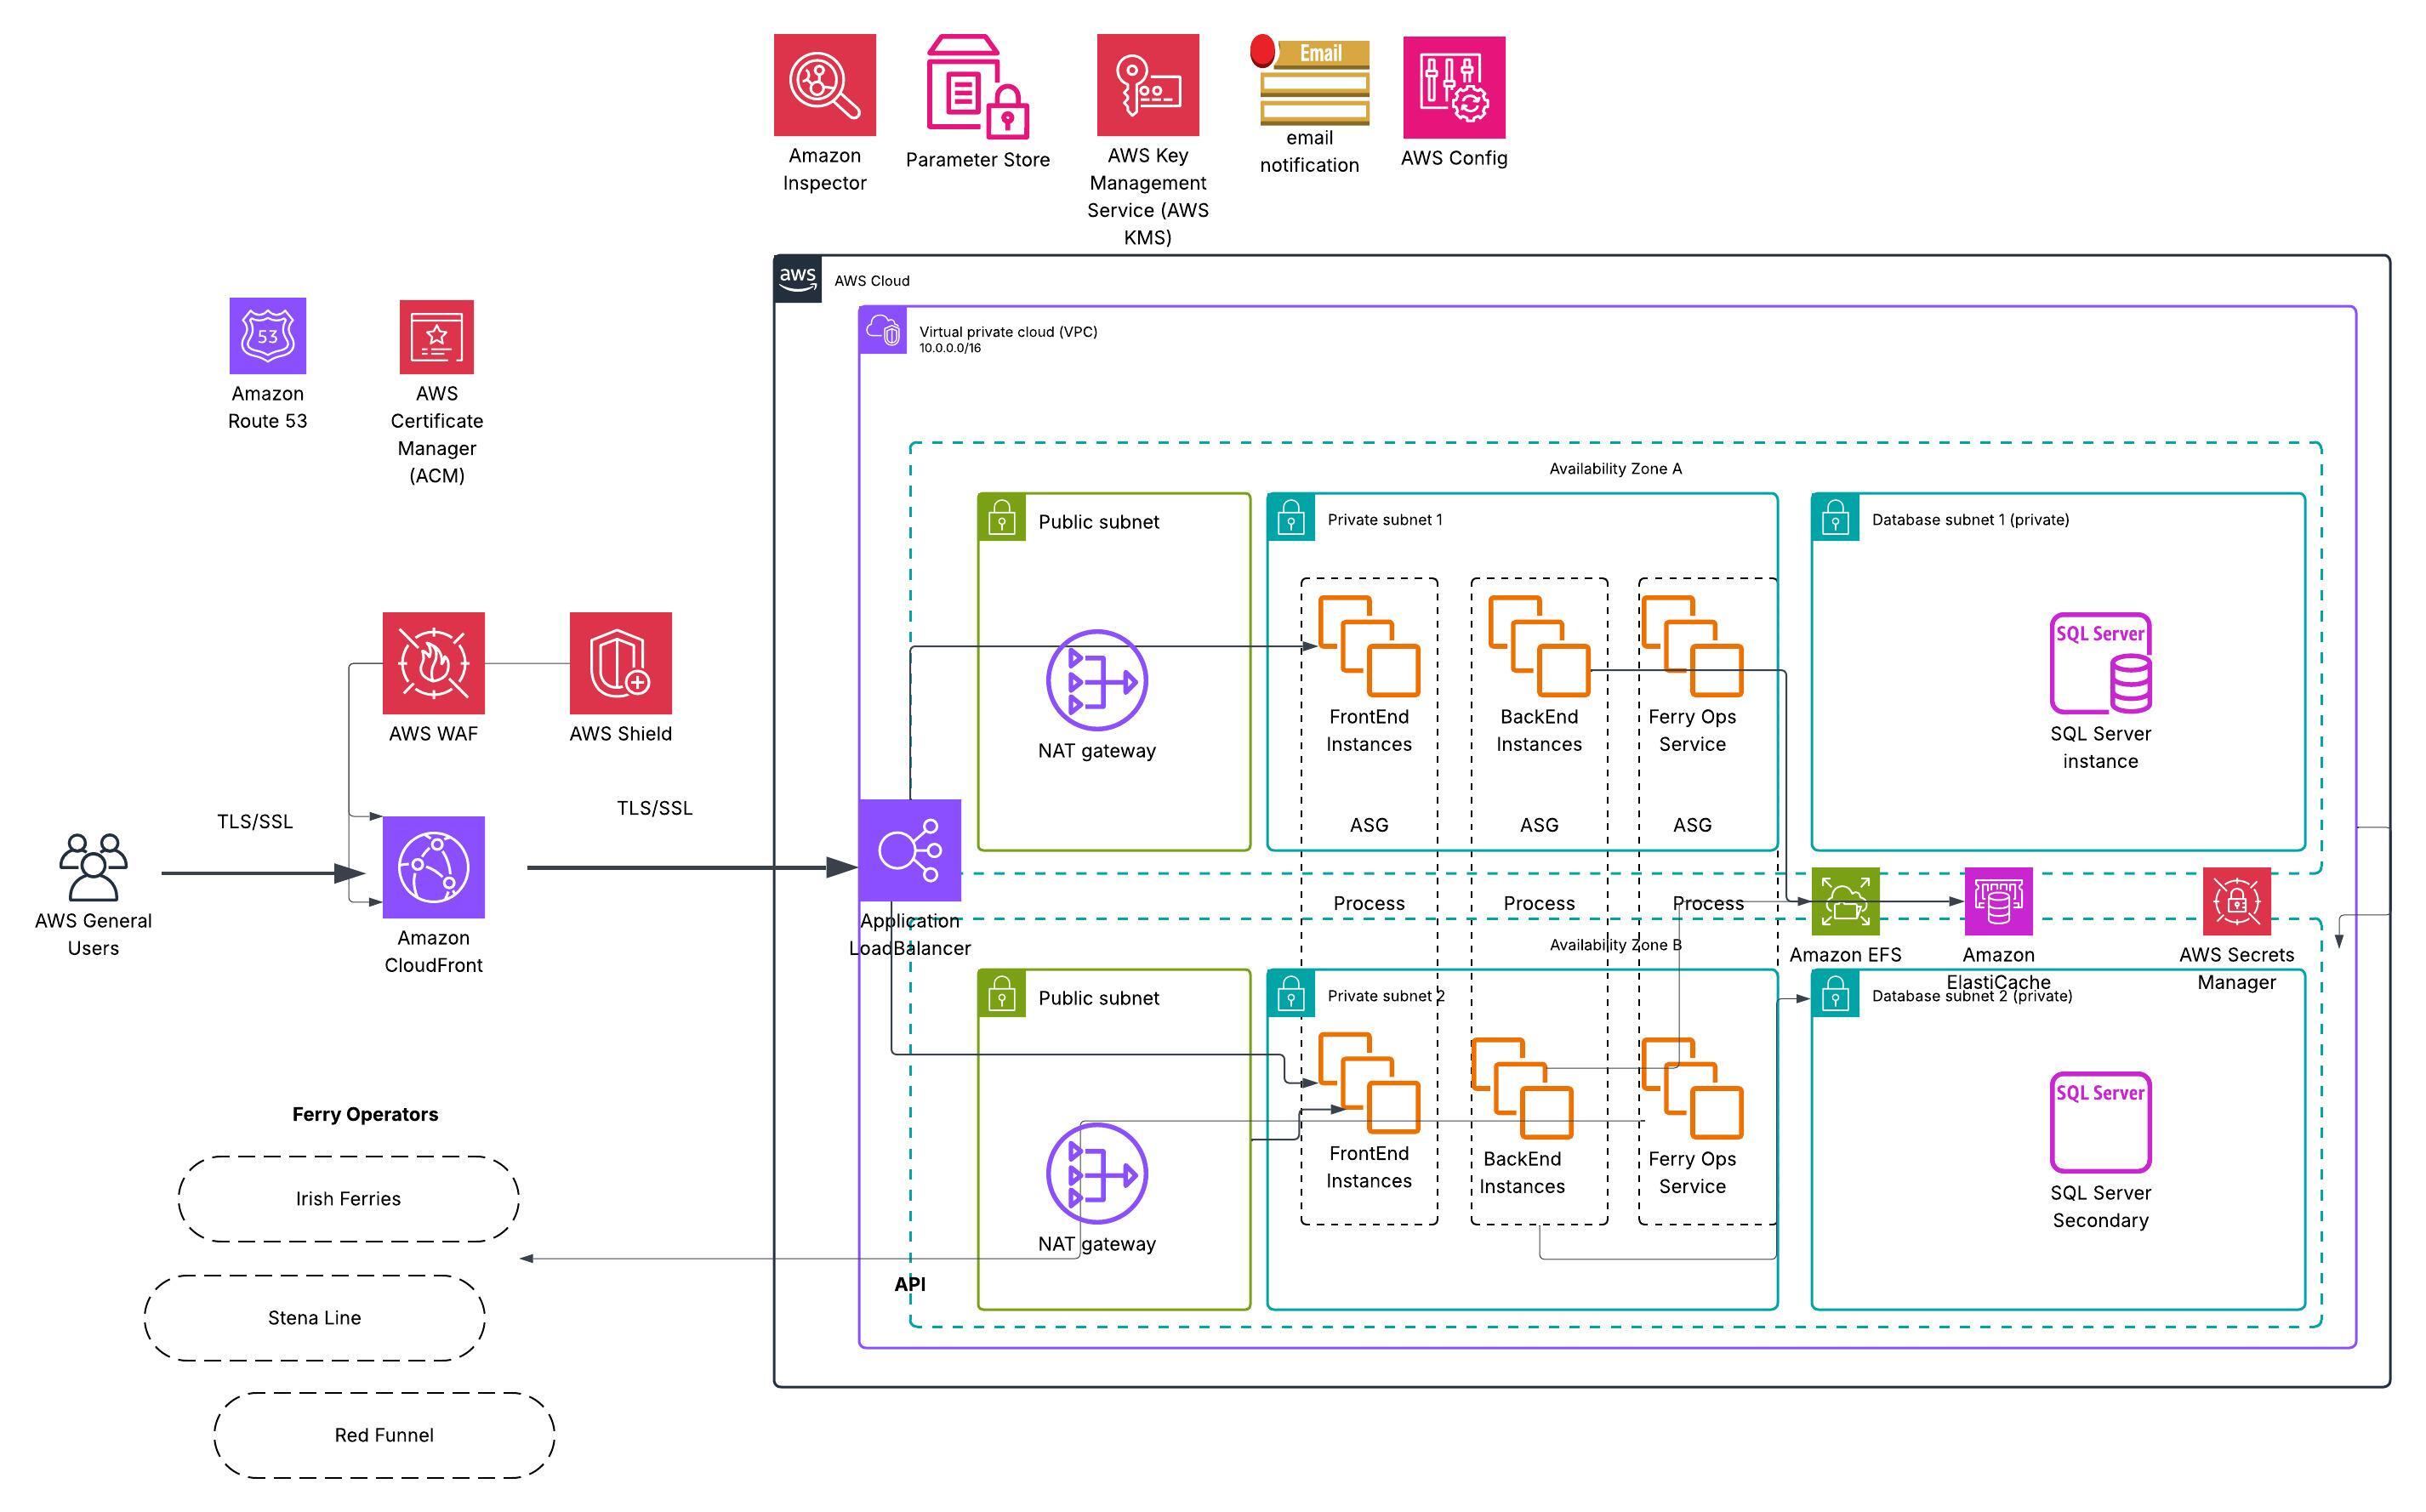 Email
Amazon
Inspector
Parameter Store
AWS Key
Management
Service (AWS
KMS)
email
notification
AWS Config
aws
AWS Cloud
Virtual private cloud (VPC)
10.0.0.0/16
53
Amazon
Route 53
AWS
Certificate
Manager
(ACM)
Availability Zone A
Public subnet
Private subnet 1
Database subnet 1 (private)
SQL Server
AWS WAF
AWS Shield
NAT gateway
FrontEnd
Instances
BackEnd
Instances
Ferry Ops
Service
SQL Server
instance
TLS/SSL
TLS/SSL
ASG
ASG
ASG
AWS General
Users
Amazon
CloudFront
Application
LoadBalancer
Process
Process
Process
Availability Zone B
Amazon EFS
Amazon
ElastiCache
AWS Secrets
Manager
Public subnet
Private subnet 2
Database subnet 2 (private)
SQL Server
NAT gateway
FrontEnd
Instances
BackEnd
Instances
Ferry Ops
Service
SQL Server
Secondary
API
Ferry Operators
Irish Ferries
Stena Line
Red Funnel